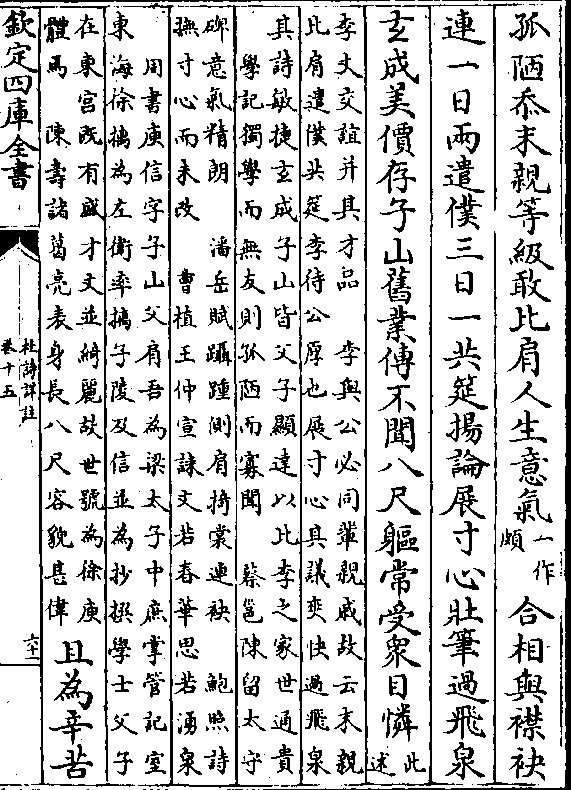 孤陋忝末親等級敢比肩人生意氣一作頗 合相與襟袂
連一日兩遣僕三日一共筵揚論展寸心壯筆過飛泉
玄成美價存子山舊業傳不聞八尺軀常受衆目憐此述
李丈交誼并具才品 李與公必同輩親戚故云末親
比肩遣僕共筵李待公厚也展寸心具議爽快過飛泉
其詩敏捷玄成子山皆父子顯達以比李之家世通貴
學記獨學而無友則孤陋而寡聞 蔡邕陳留太守
碑意氣精朗 潘岳賦躡踵側肩掎裳連袂 鮑照詩
撫寸心而未改 曹植王仲宣誄文若春華思若湧泉
周書庾信字子山父肩吾為梁太子中庶掌管記室
東海徐摛為左衛率摛子陵及信並為抄撰學士父子
在東宮既有盛才文並綺麗故世號為徐庾
體焉 陳壽諸葛亮表身長八尺容貌甚偉
且為辛苦
欽定四庫全書
杜詩詳註
卷十五